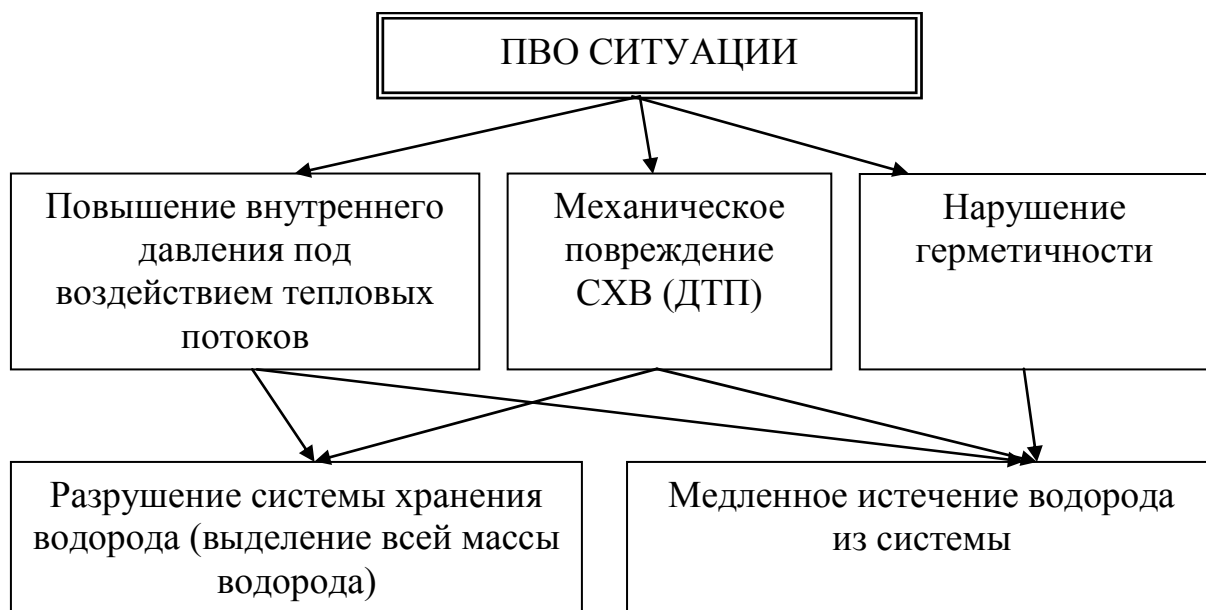 ПВО СИТУАЦИИ
Повышение внутреннего
давления под
воздействием тепловых
потоков
Механическое
повреждение
СХВ (ДТП)
Нарушение
герметичности
Разрушение системы хранения
водорода (выделение всей массы
водорода)
Медленное истечение водорода
из системы